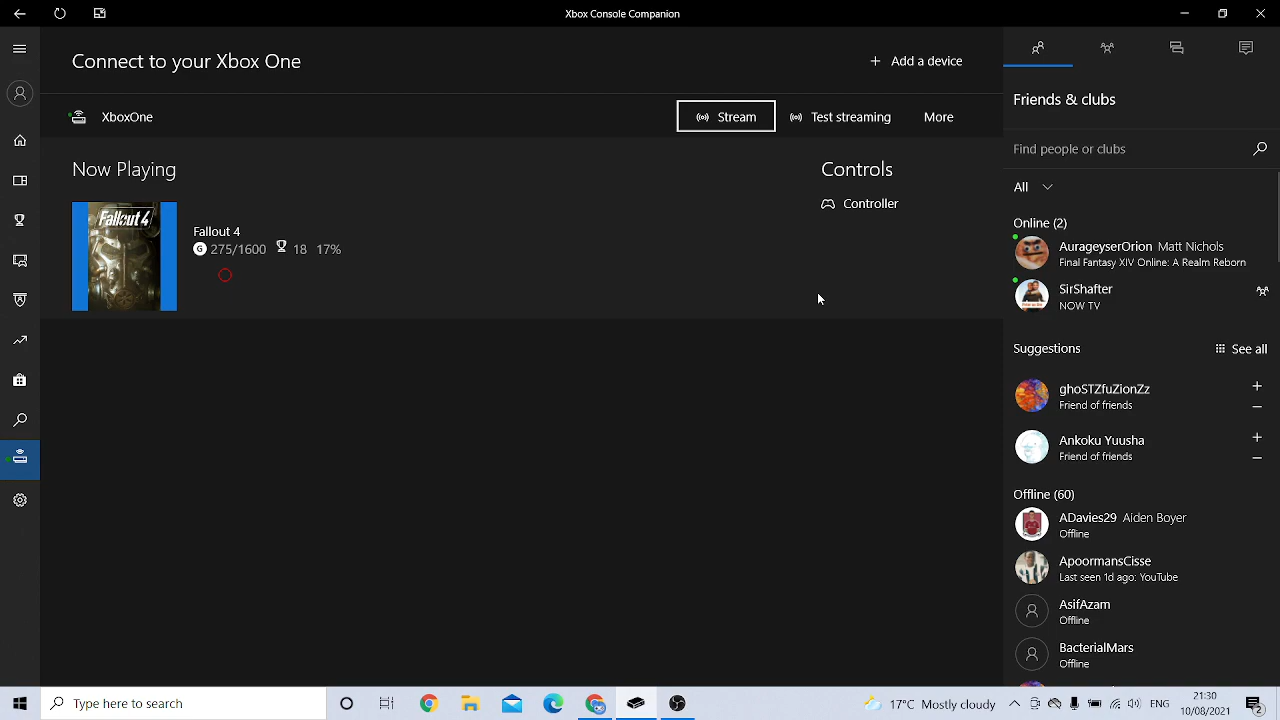 Xbox Console Companion
Connect to your Xbox One
+ Add a device
XboxOne
Stream
Test streaming
More
Now Playing
Controls
Fallout 4
Fallout 4
G 275/1600 18 17%
Controller
Friends & clubs
Find people or clubs
All
Online (2)
AurageyserOrion Matt Nichols
Final Fantasy XIV Online: A Realm Reborn
SirShafter
NOW TV
Suggestions
See all
ghoSTZfuZionZz
Friend of friends
Ankoku Yuusha
Friend of friends
Offline (60)
ADavies29 Aiden Boyer
Offline
ApoormansCisse
Last seen 1d ago: YouTube
AsifAzam
Offline
BacterialMars
Offline
Type here to search
17°C Mostly cloudy
ENG
21:30
10/08/2021
2